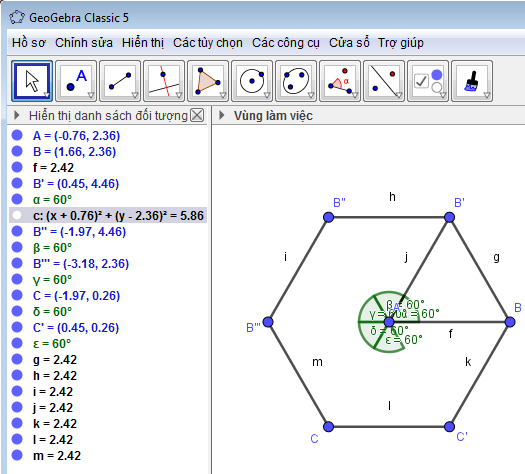 GeoGebra Classic 5
Hồ sơ Chỉnh sửa Hiển thị Các tùy chọn Các công cụ Cửa sổ Trợ giúp
A
α
Hiển thị danh sách đối tượng
Vùng làm việc
A = (-0.76, 2.36)
B = (1.66, 2.36)
f = 2.42
B' = (0.45, 4.46)
α = 60°
c: (x + 0.76)² + (y - 2.36)² = 5.86
B'' = (-1.97, 4.46)
β = 60°
B''' = (-3.18, 2.36)
γ = 60°
C = (-1.97, 0.26)
δ = 60°
C' = (0.45, 0.26)
ε = 60°
g = 2.42
h = 2.42
i = 2.42
j = 2.42
k = 2.42
l = 2.42
m = 2.42
h
B'' B'
i j g
β = 60°
A B
γ = 60° α = 60°
B'''
δ = 60° f
ε = 60°
m k
l
C C'